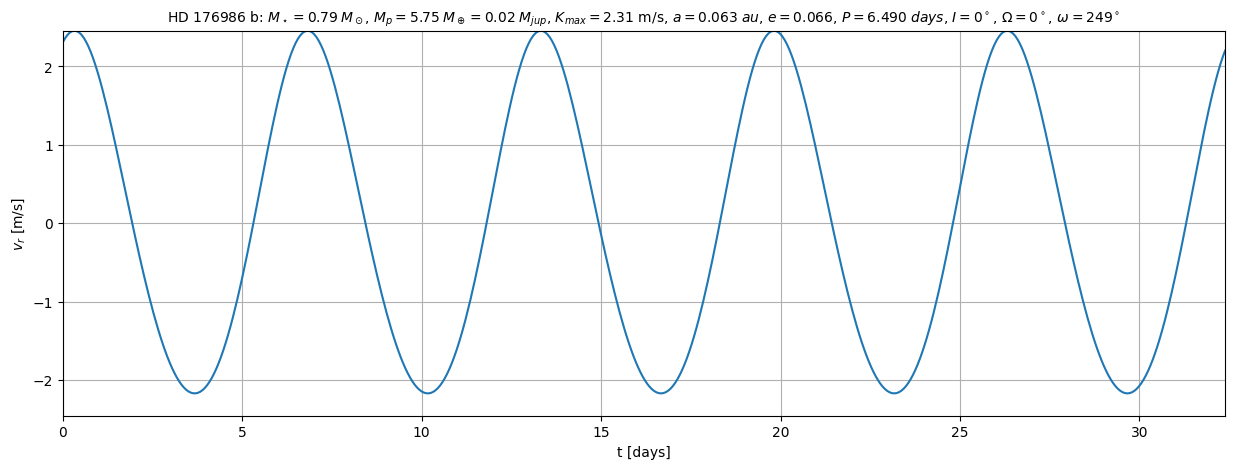 HD 176986 b: M⋆ = 0.79 M⊙, Mp = 5.75 M⊕ = 0.02 Mjup, Kmax = 2.31 m/s, a = 0.063 au, e = 0.066, P = 6.490 days, I = 0°, Ω = 0°, ω = 249°
2
1
0
−1
−2
vr [m/s]
0 5 10 15 20 25 30
t [days]